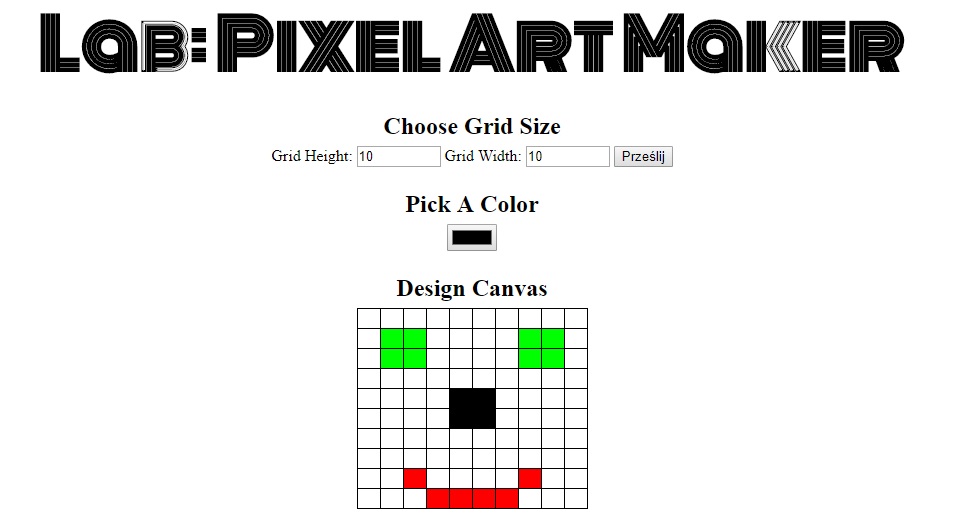 Lab: Pixel Art Maker
Choose Grid Size
Grid Height: 10 Grid Width: 10 Prześlij
Pick A Color
Design Canvas